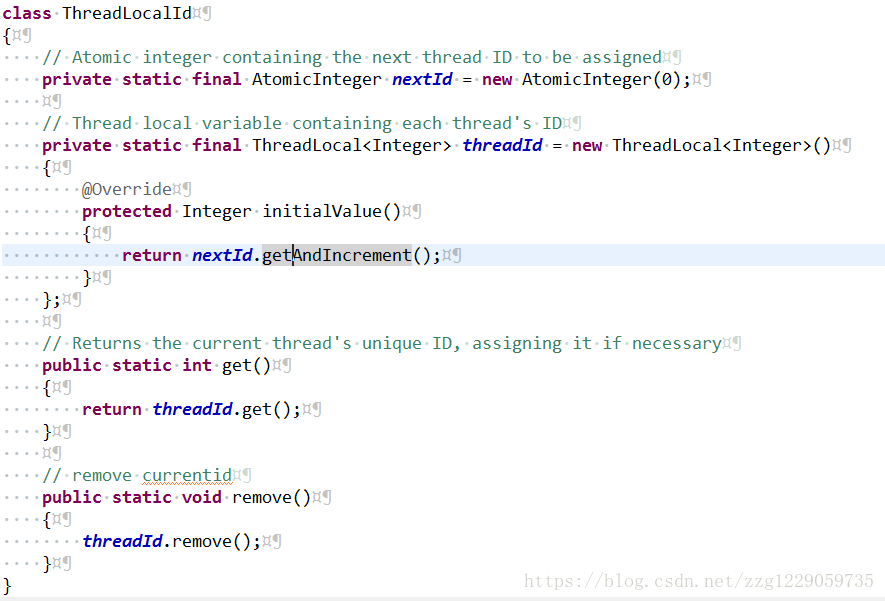 class ThreadLocalId¤¶
{¤¶
····// Atomic·integer·containing·the·next·thread·ID·to·be·assigned¤¶
····private·static·final·AtomicInteger·nextId·=·new·AtomicInteger(0);¤¶
····¤¶
····//·Thread·local·variable·containing·each·thread's·ID¤¶
····private·static·final·ThreadLocal<Integer>·threadId·=·new·ThreadLocal<Integer>()¤¶
····{¤¶
········@Override¤¶
········protected·Integer·initialValue()¤¶
········{¤¶
············return·nextId.getAndIncrement();¤¶
········}¤¶
····};¤¶
····¤¶
····//·Returns·the·current·thread's·unique·ID,·assigning·it·if·necessary¤¶
····public·static·int·get()¤¶
····{¤¶
········return·threadId.get();¤¶
····}¤¶
····¤¶
····//·remove·currentid¤¶
····public·static·void·remove()¤¶
····{¤¶
········threadId.remove();¤¶
····}¤¶
}
https://blog.csdn.net/zzg1229059735